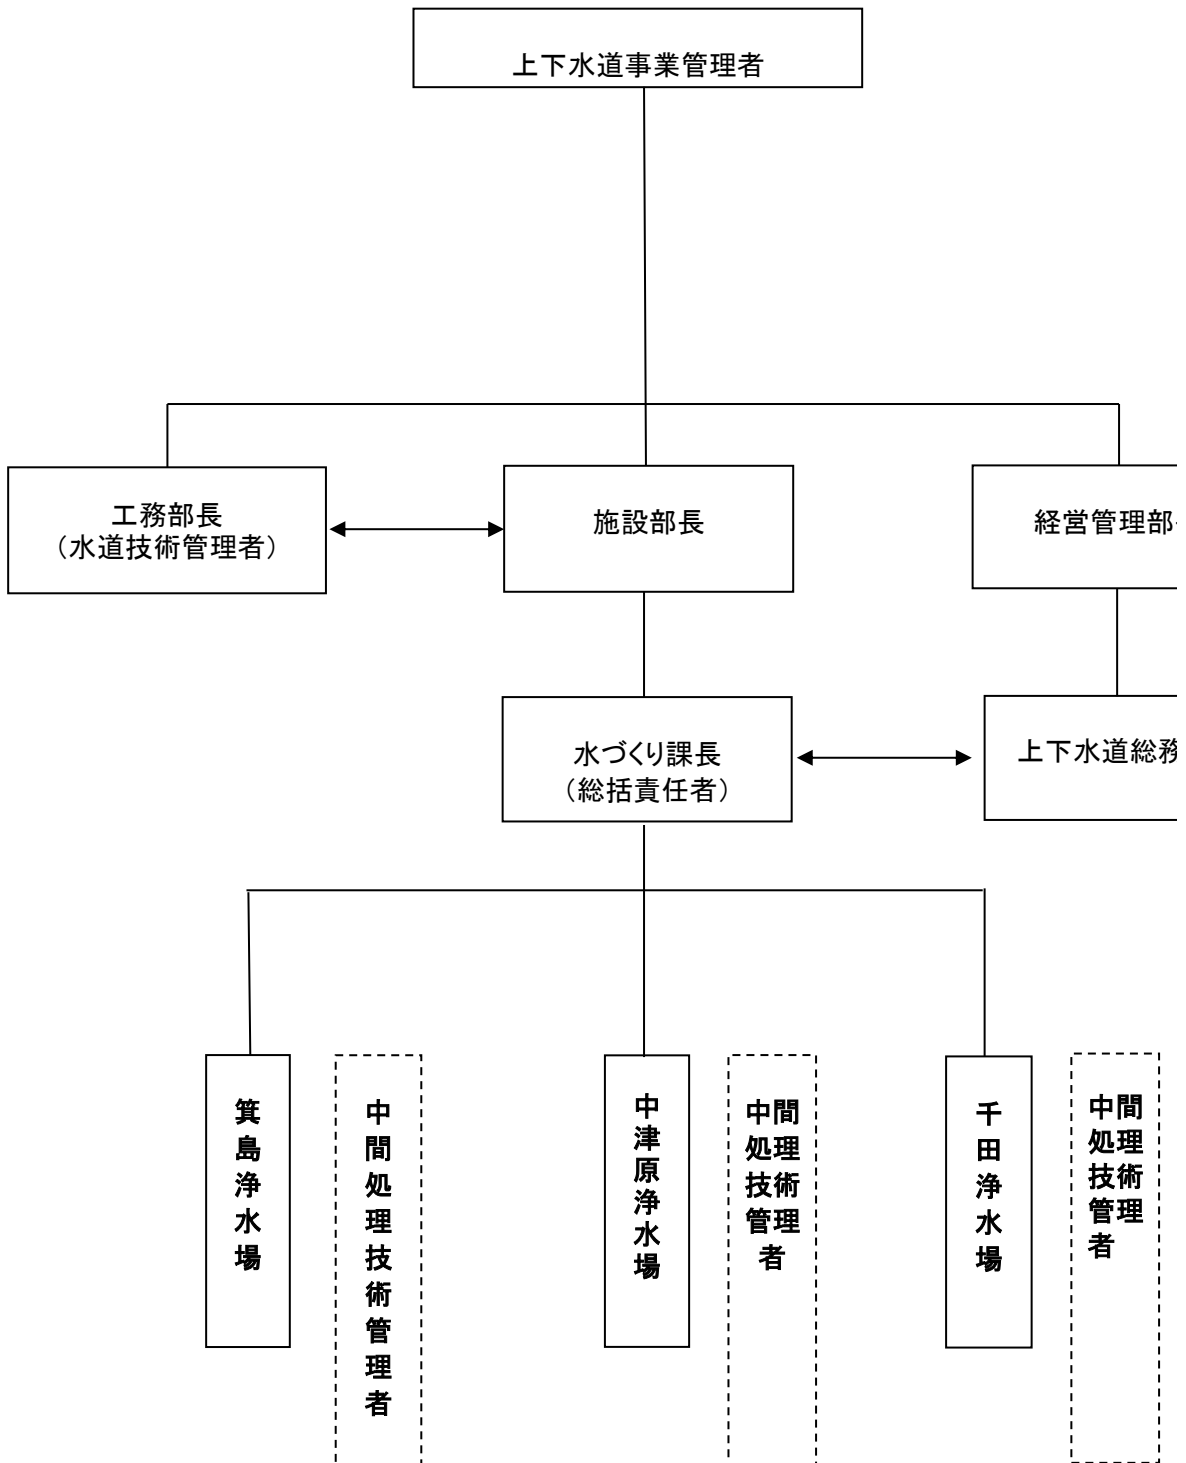 上下水道事業管理者
工務部長
（水道技術管理者）
施設部長
経営管理部
水づくり課長
（総括責任者）
上下水道総務
箕島浄水場
中間処理技術管理者
中津原浄水場
中間
処理
技術
管理
者
千田浄水場
中間
処理
技術
管理
者